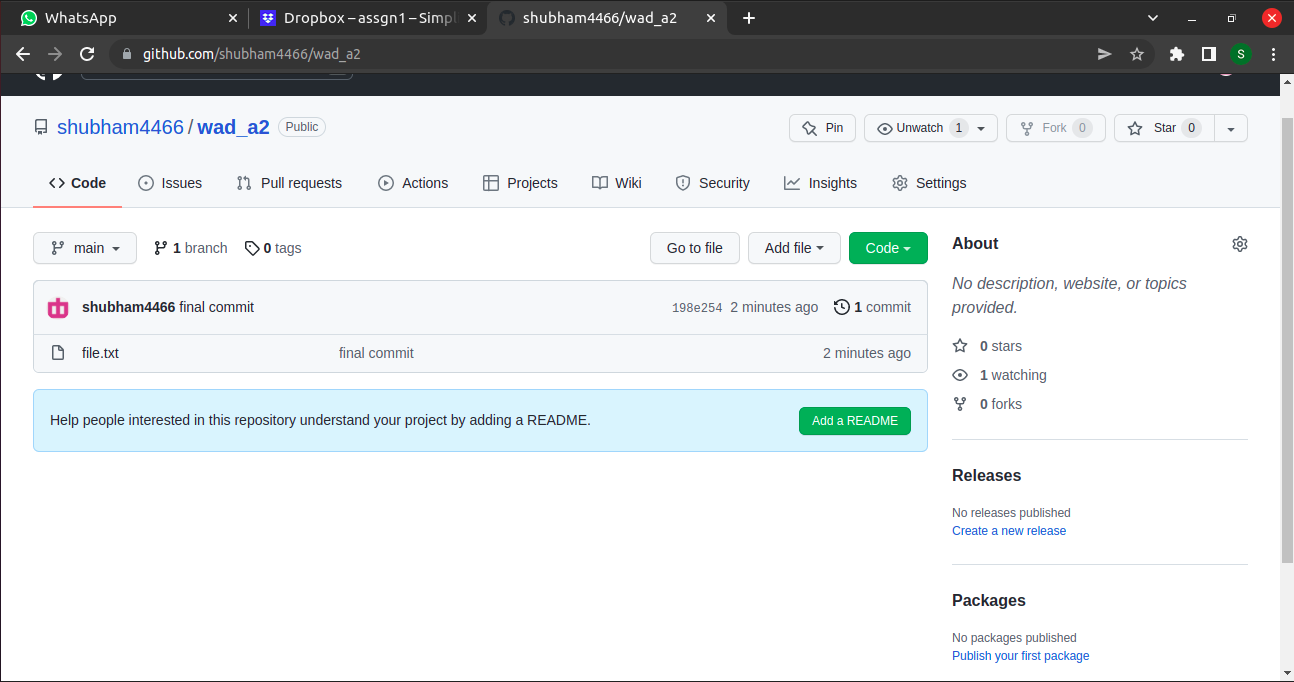 WhatsApp
Dropbox – assgn1 – Simpl
shubham4466/wad_a2
github.com/shubham4466/wad_a2
S
shubham4466 / wad_a2 Public
Pin
Unwatch 1
Fork 0
Star 0
Code
Issues
Pull requests
Actions
Projects
Wiki
Security
Insights
Settings
main
1 branch
0 tags
Go to file
Add file
Code
shubham4466 final commit
198e254 2 minutes ago
1 commit
file.txt
final commit
2 minutes ago
Help people interested in this repository understand your project by adding a README.
Add a README
About
No description, website, or topics
provided.
0 stars
1 watching
0 forks
Releases
No releases published
Create a new release
Packages
No packages published
Publish your first package